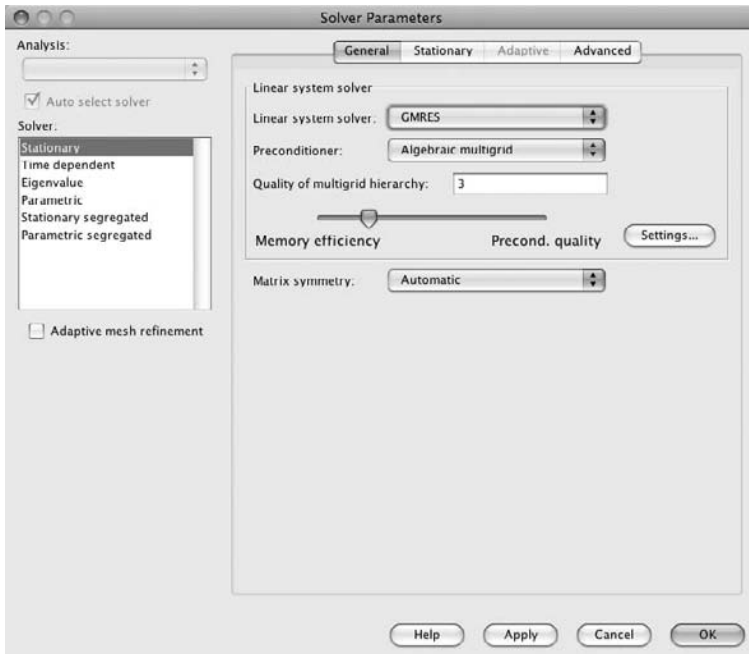 Solver Parameters
Analysis:
Auto select solver
Solver:
Stationary
Time dependent
Eigenvalue
Parametric
Stationary segregated
Parametric segregated
Adaptive mesh refinement
General Stationary Adaptive Advanced
Linear system solver
Linear system solver: GMRES
Preconditioner: Algebraic multigrid
Quality of multigrid hierarchy: 3
Memory efficiency Precond. quality Settings...
Matrix symmetry: Automatic
Help Apply Cancel OK